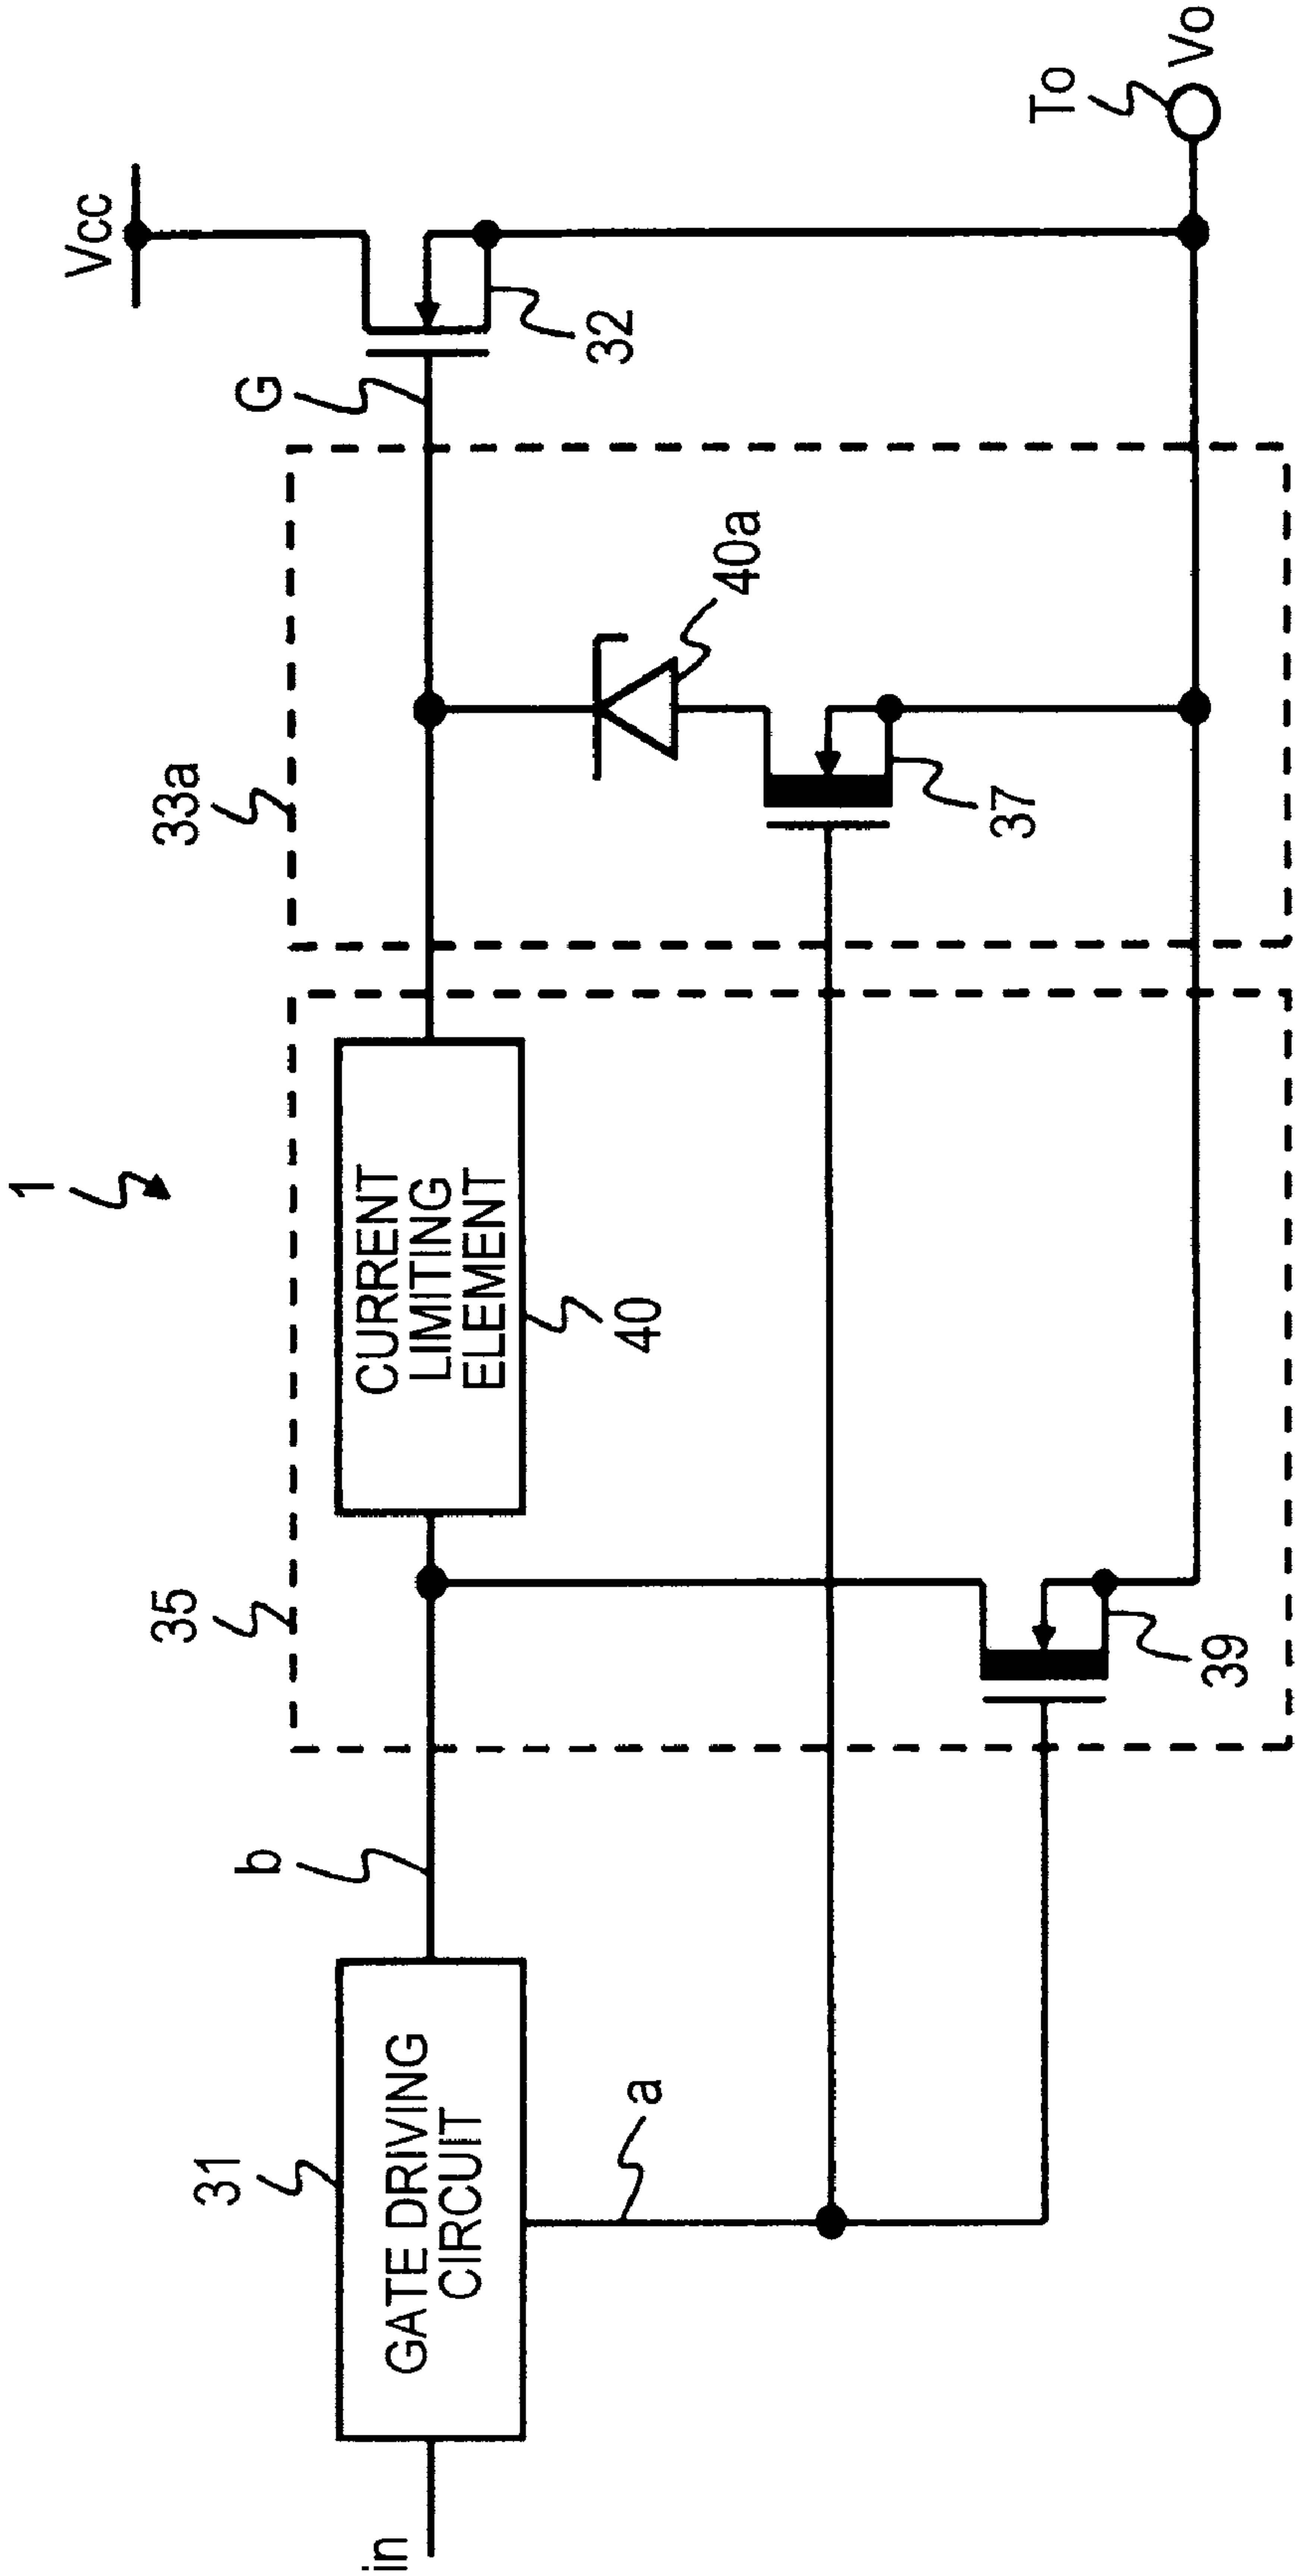 1
in
31
GATE DRIVING
CIRCUIT
a
b
35
CURRENT
LIMITING
ELEMENT
40
39
33a
40a
37
G
32
Vcc
To
Vo